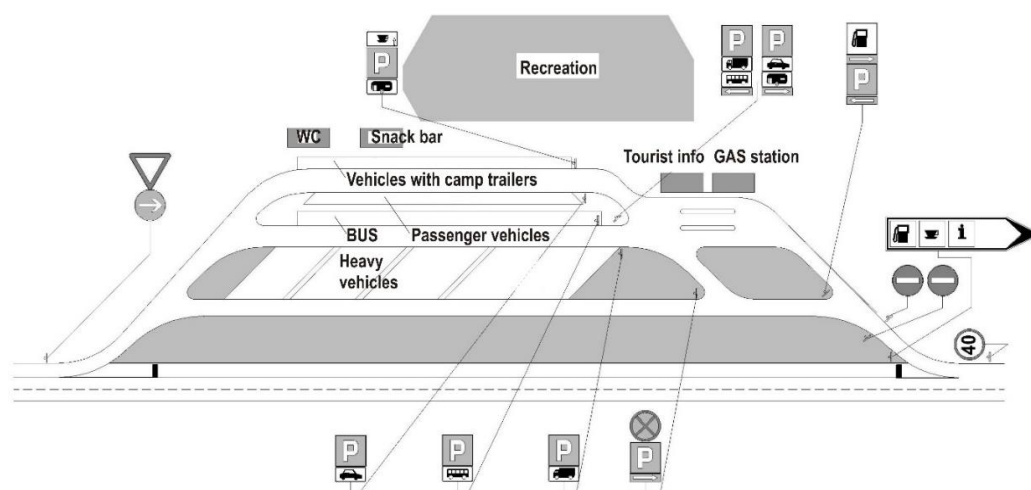 P
P
P
Recreation
P
WC
Snack bar
Tourist info GAS station
Vehicles with camp trailers
BUS
Passenger vehicles
Heavy
vehicles
i
40
P
P
P
P